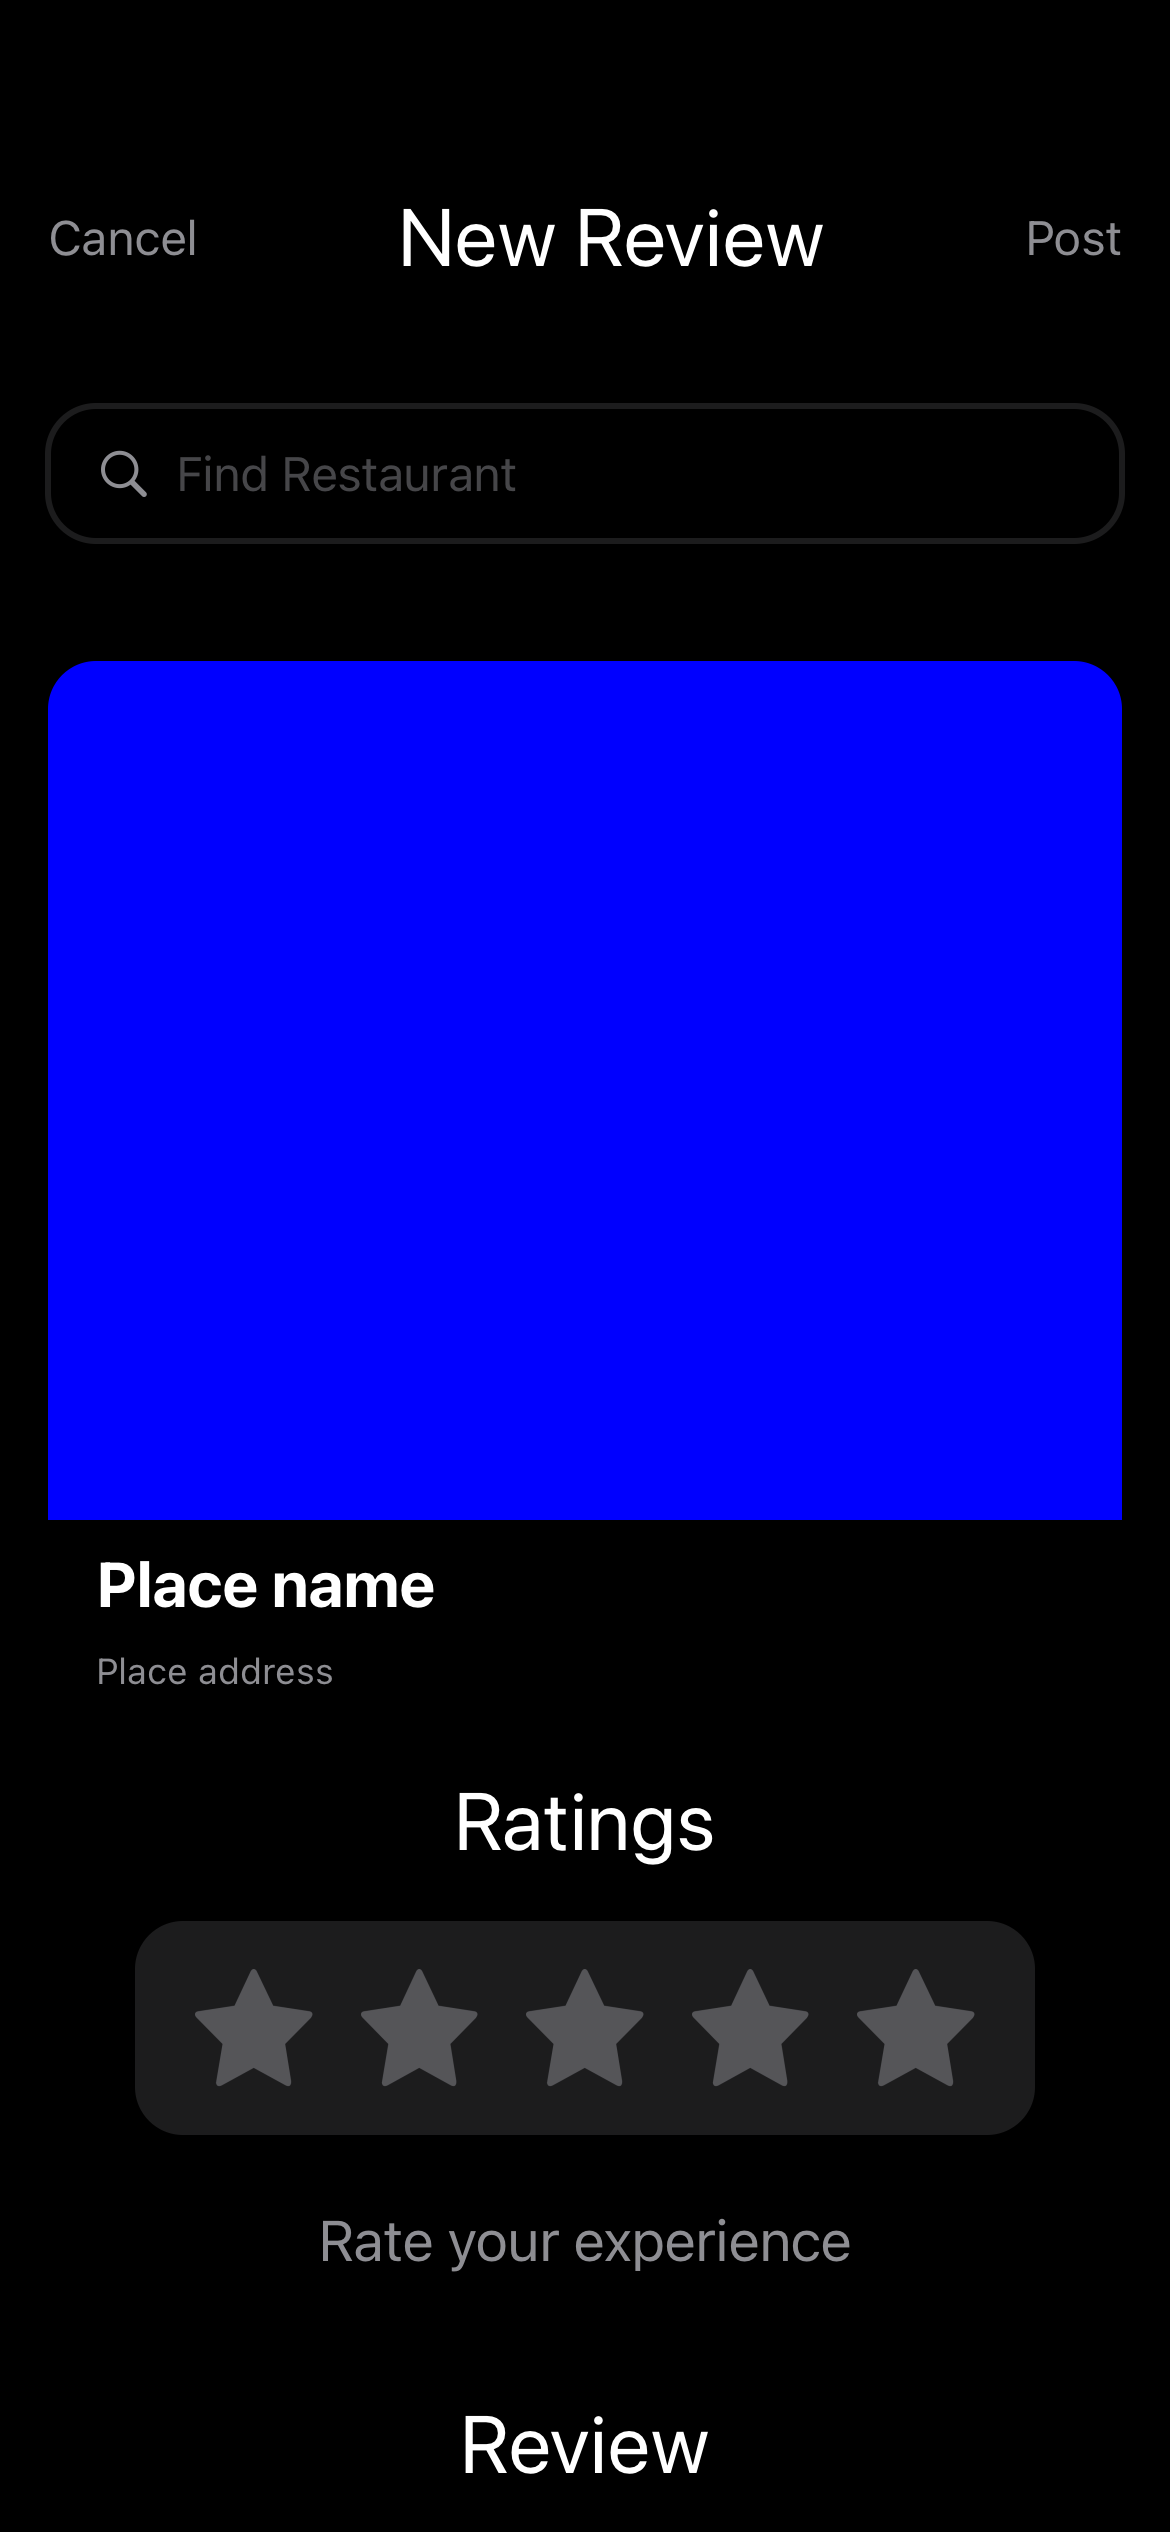 Cancel New Review Post
Find Restaurant
Place name
Place address
Ratings
Rate your experience
Review